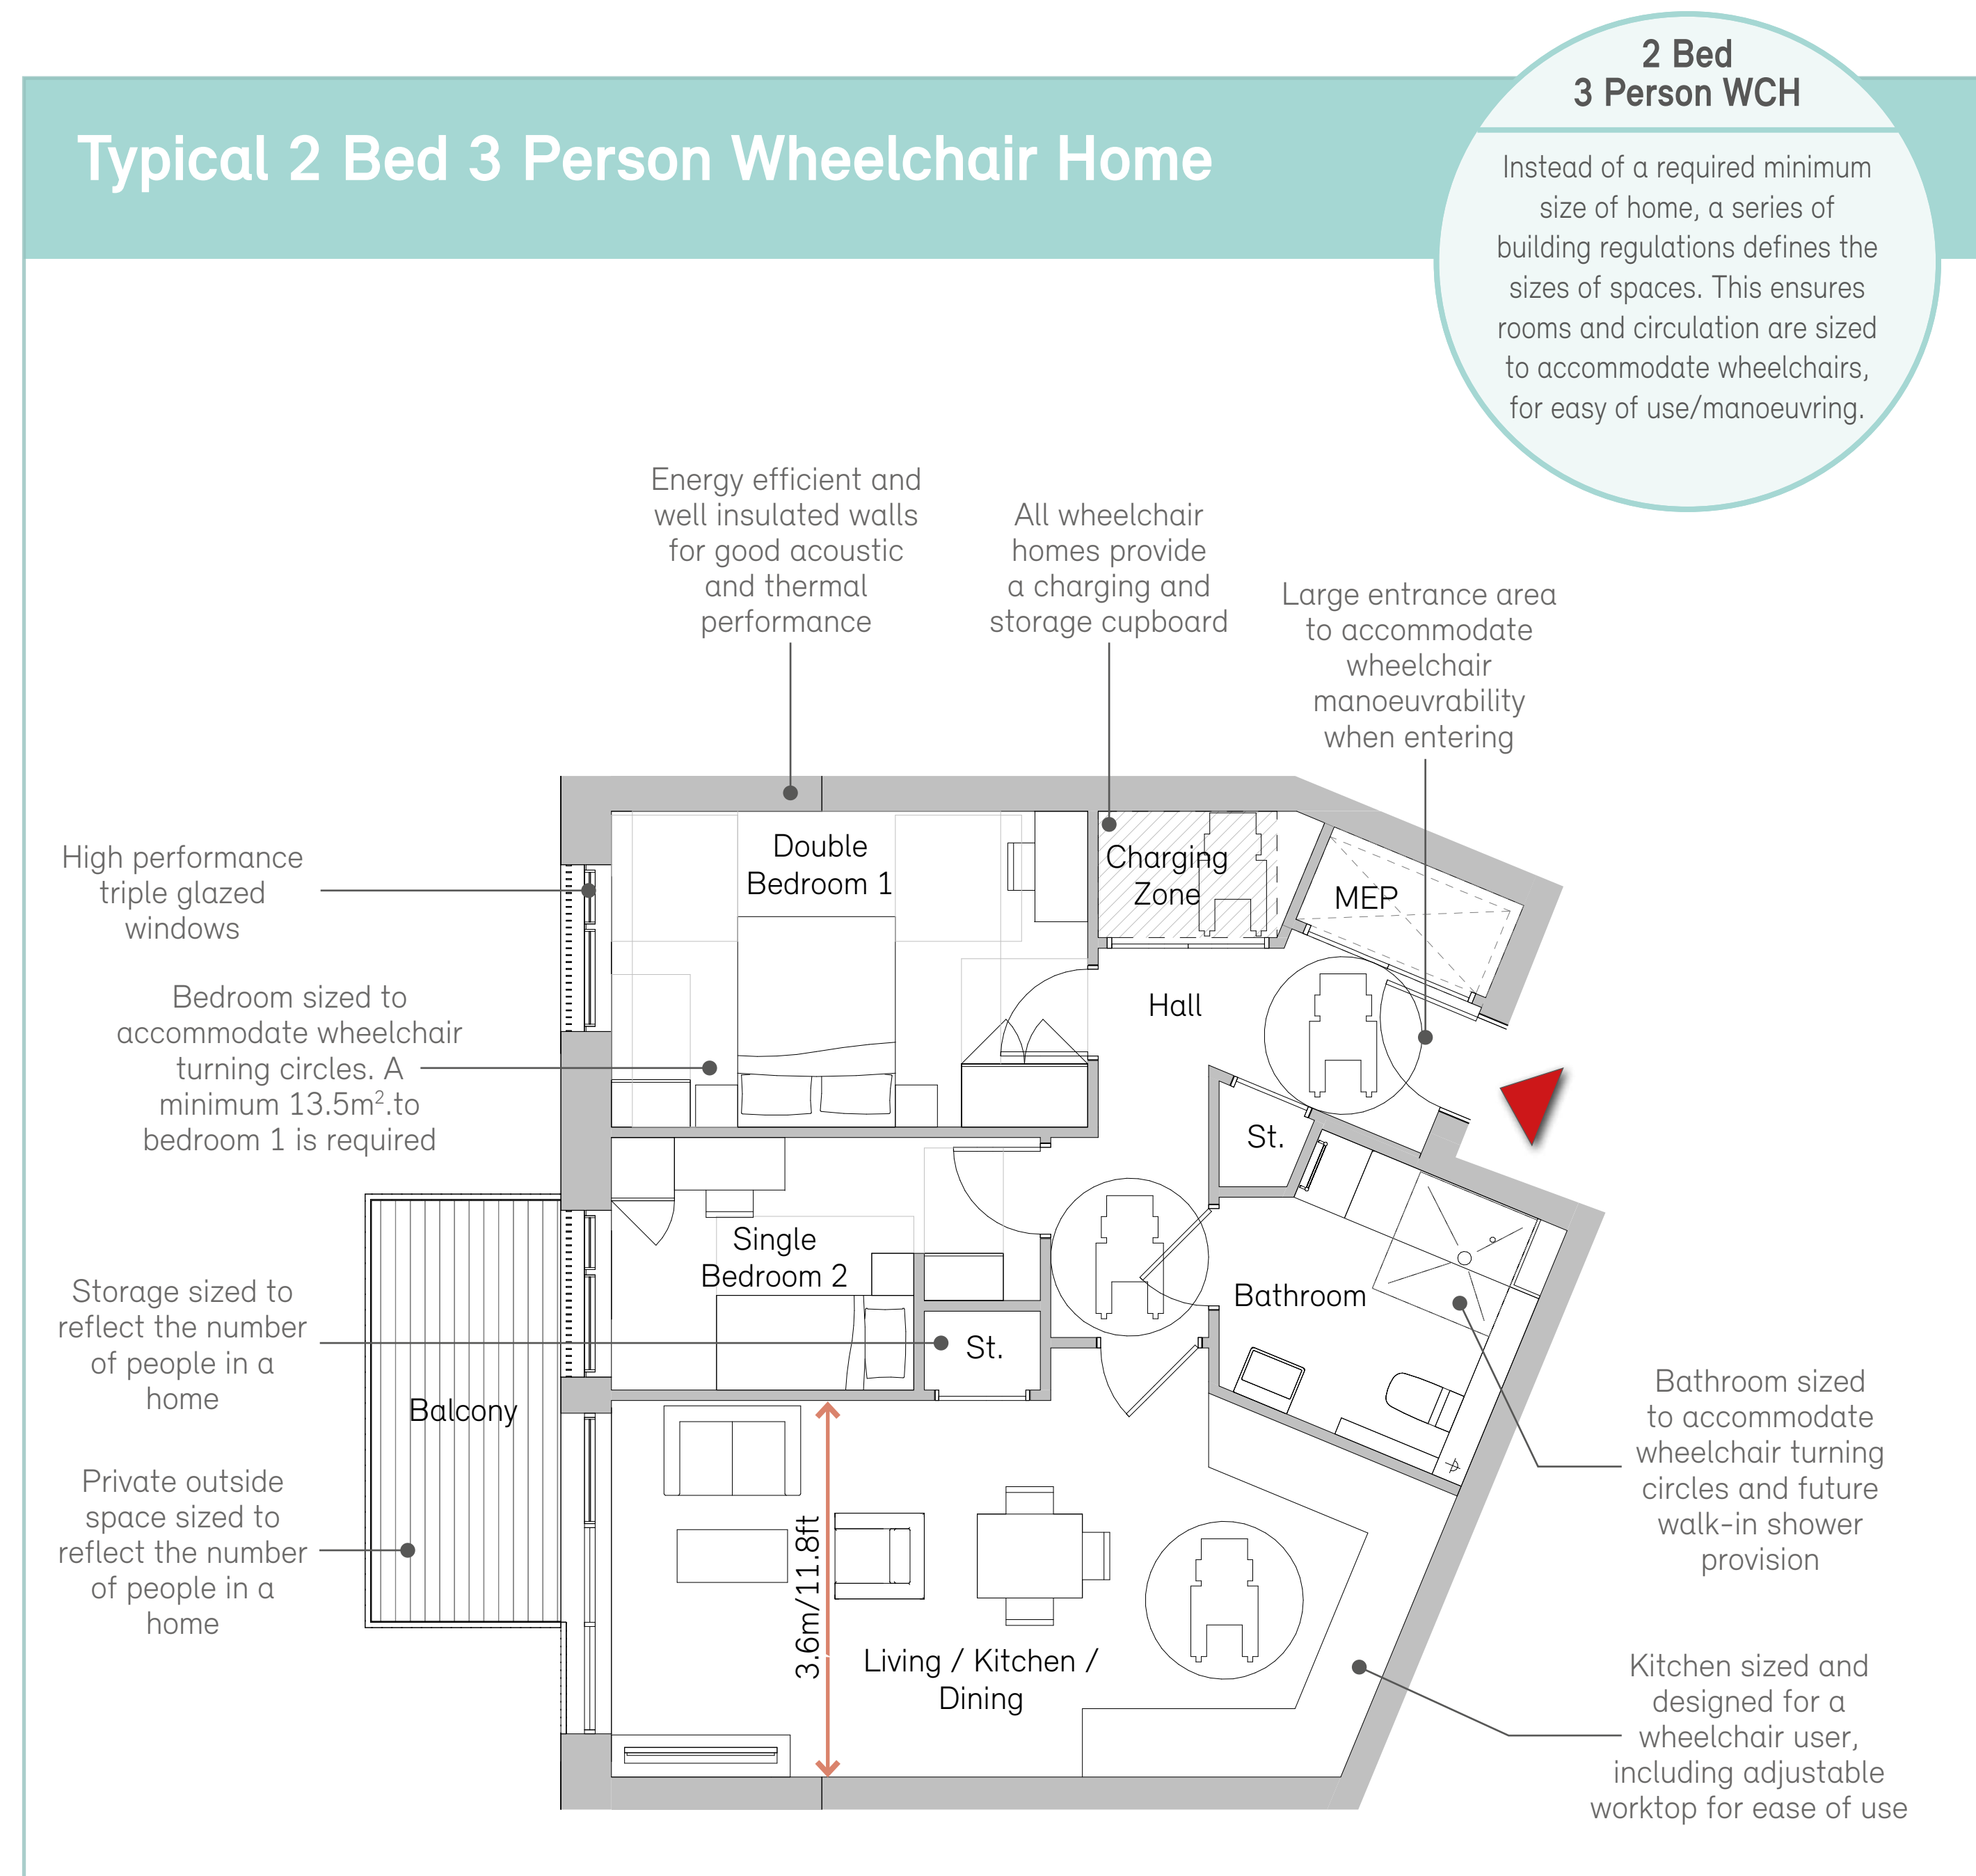 2 Bed
3 Person WCH
Typical 2 Bed 3 Person Wheelchair Home
Instead of a required minimum
size of home, a series of
building regulations defines the
sizes of spaces. This ensures
rooms and circulation are sized
to accommodate wheelchairs,
for easy of use/manoeuvring.
Energy efficient and
well insulated walls
for good acoustic
and thermal
performance
All wheelchair
homes provide
a charging and
storage cupboard
Large entrance area
to accommodate
wheelchair
manoeuvrability
when entering
High performance
triple glazed
windows
Bedroom sized to
accommodate wheelchair
turning circles. A
minimum 13.5m².to
bedroom 1 is required
Storage sized to
reflect the number
of people in a
home
Private outside
space sized to
reflect the number
of people in a
home
Double
Bedroom 1
Charging
Zone
MEP
Hall
St.
Single
Bedroom 2
Bathroom
St.
Balcony
3.6m/11.8ft
Living / Kitchen /
Dining
Bathroom sized
to accommodate
wheelchair turning
circles and future
walk-in shower
provision
Kitchen sized and
designed for a
wheelchair user,
including adjustable
worktop for ease of use